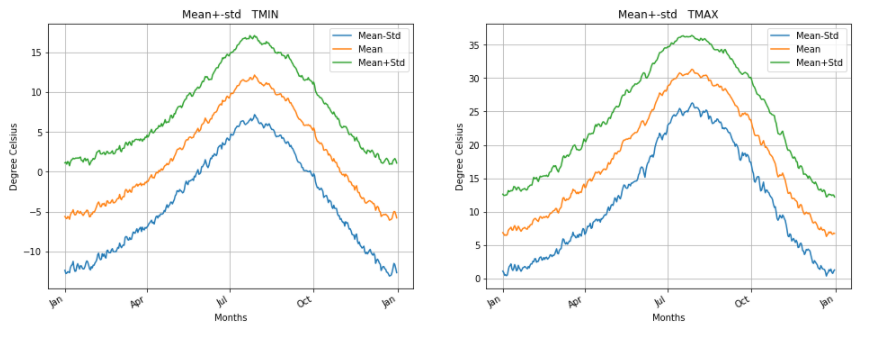 Mean+-std TMIN
Mean-Std
Mean
Mean+Std
15
10
5
0
−5
−10
Degree Celsius
Jan
Apr
Jul
Oct
Jan
Months
Mean+-std TMAX
Mean-Std
Mean
Mean+Std
35
30
25
20
15
10
5
0
Degree Celsius
Jan
Apr
Jul
Oct
Jan
Months